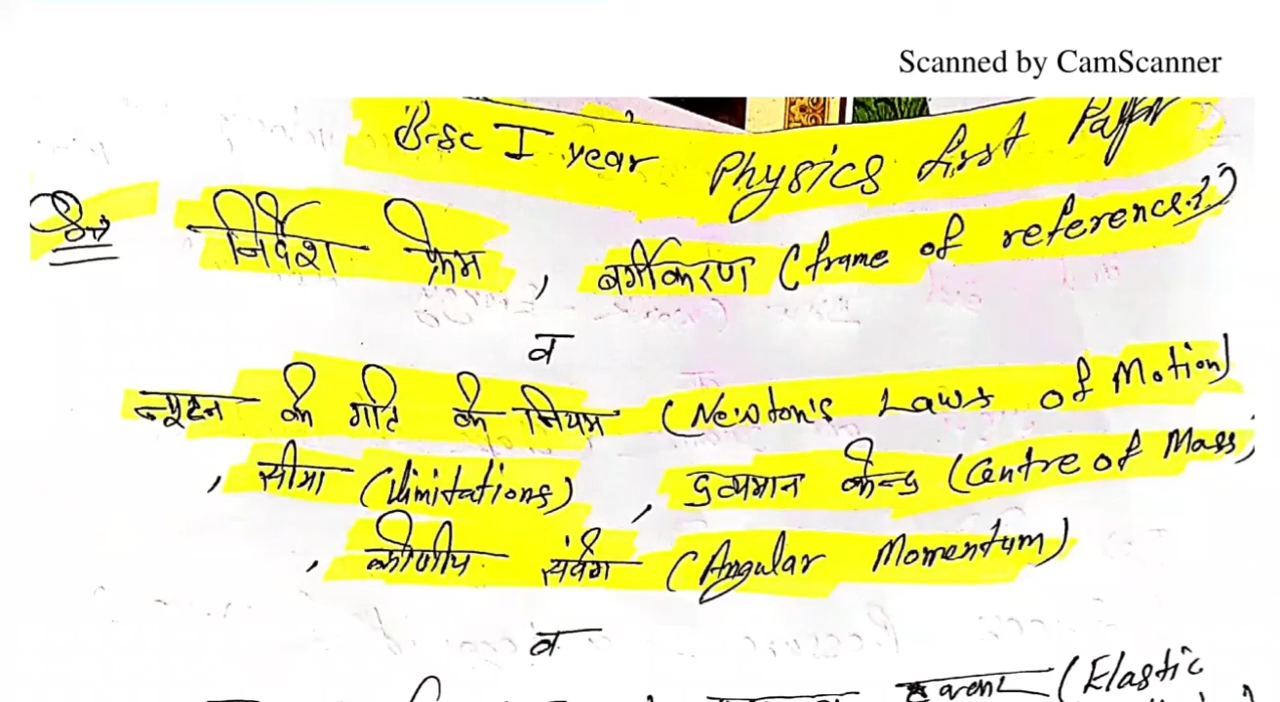 Scanned by CamScanner
B.sc I year Physics first Paper
निर्देश फ्रेम , वर्गीकरण (frame of reference)
व
न्यूटन के गति के नियम (Newton's Laws of Motion)
, सीमा (limitations) , द्रव्यमान केन्द्र (Centre of Mass)
, कोणीय संवेग (Angular Momentum)
व
(Elastic